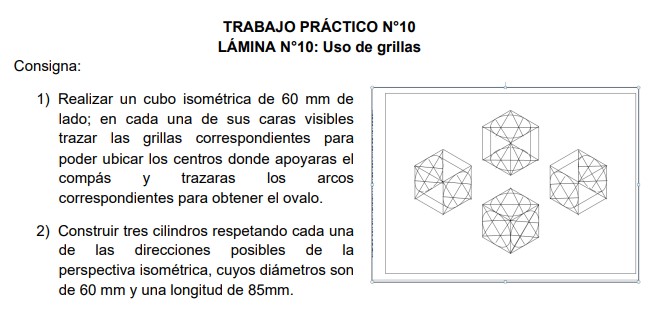 TRABAJO PRÁCTICO N°10
LÁMINA N°10: Uso de grillas
Consigna:
1) Realizar un cubo isométrica de 60 mm de
lado; en cada una de sus caras visibles
trazar las grillas correspondientes para
poder ubicar los centros donde apoyaras el
compás y trazaras los arcos
correspondientes para obtener el ovalo.
2) Construir tres cilindros respetando cada una
de las direcciones posibles de la
perspectiva isométrica, cuyos diámetros son
de 60 mm y una longitud de 85mm.